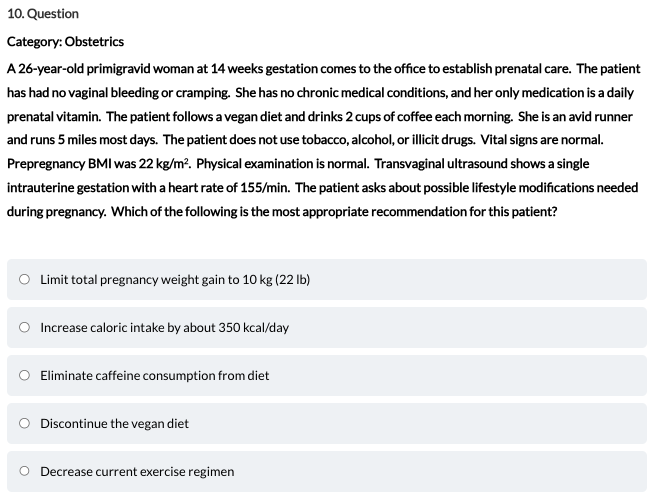 10. Question
Category: Obstetrics
A 26-year-old primigravid woman at 14 weeks gestation comes to the office to establish prenatal care.  The patient
has had no vaginal bleeding or cramping.  She has no chronic medical conditions, and her only medication is a daily
prenatal vitamin.  The patient follows a vegan diet and drinks 2 cups of coffee each morning.  She is an avid runner
and runs 5 miles most days.  The patient does not use tobacco, alcohol, or illicit drugs.  Vital signs are normal.
Prepregnancy BMI was 22 kg/m².  Physical examination is normal.  Transvaginal ultrasound shows a single
intrauterine gestation with a heart rate of 155/min.  The patient asks about possible lifestyle modifications needed
during pregnancy.  Which of the following is the most appropriate recommendation for this patient?
Limit total pregnancy weight gain to 10 kg (22 lb)
Increase caloric intake by about 350 kcal/day
Eliminate caffeine consumption from diet
Discontinue the vegan diet
Decrease current exercise regimen